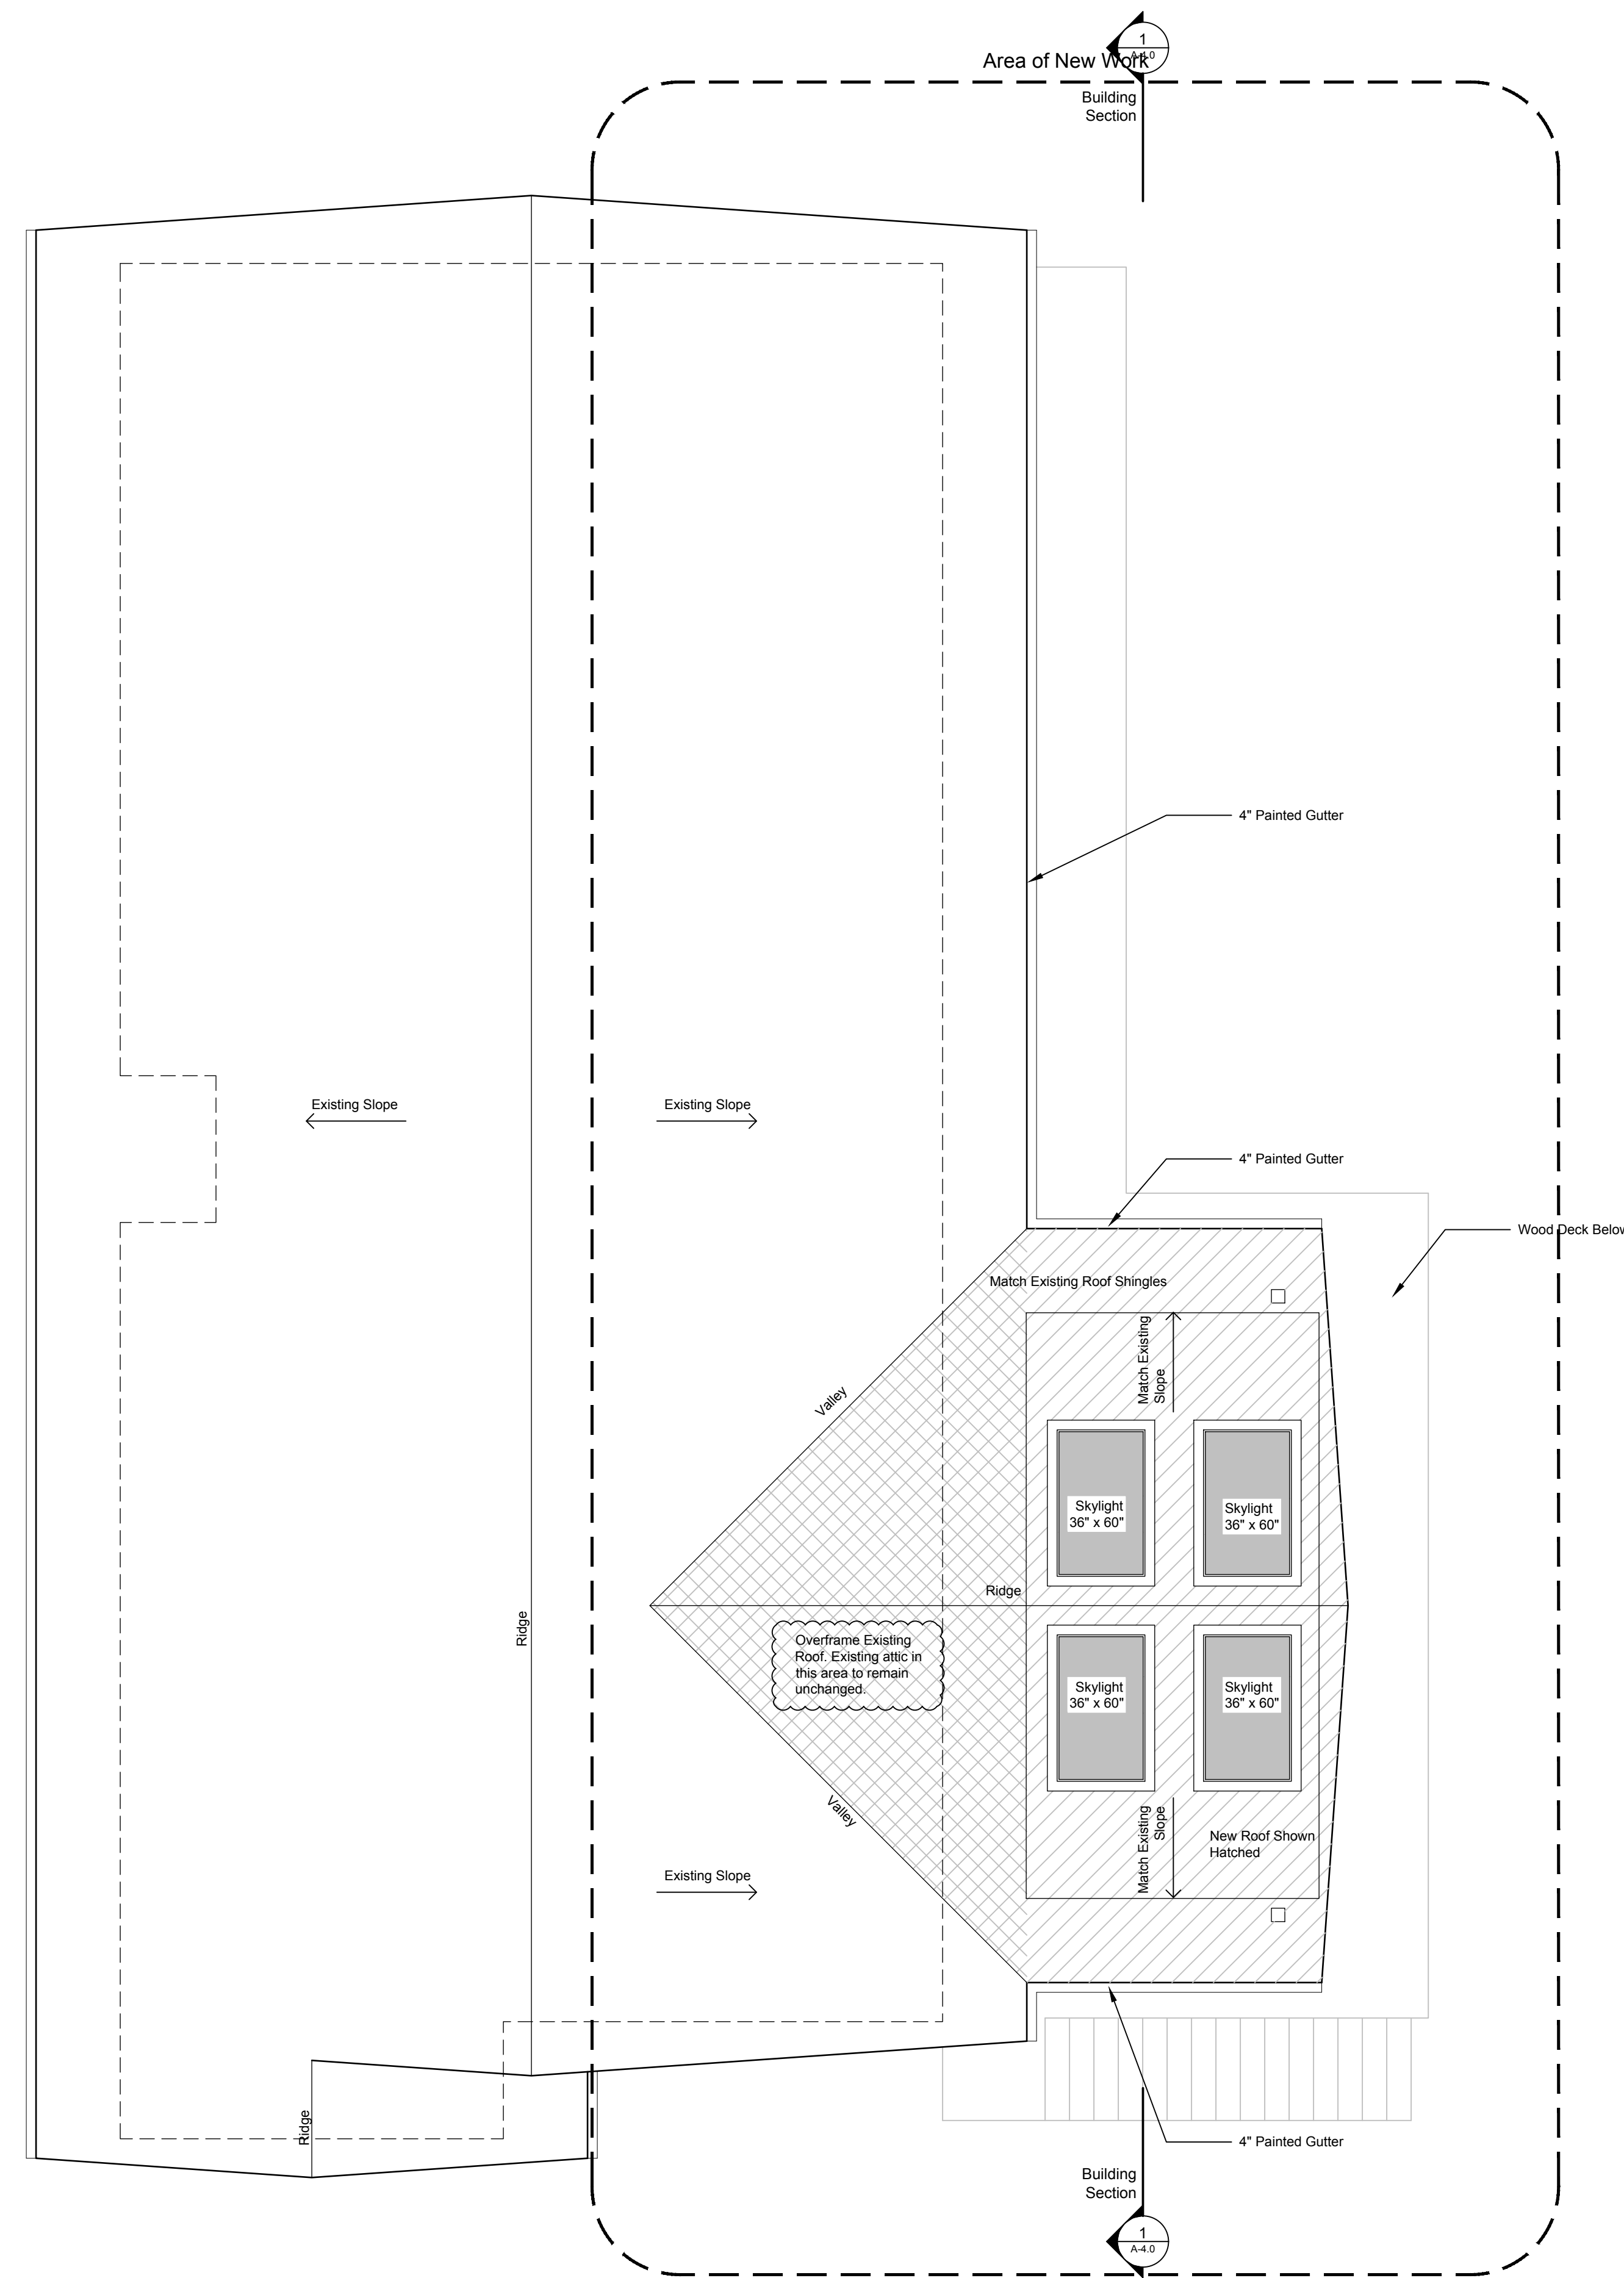 1
A-4.0
Area of New Work
Building
Section
4" Painted Gutter
Existing Slope
Existing Slope
4" Painted Gutter
Wood Deck Below
Match Existing Roof Shingles
Match Existing
Slope
Valley
Skylight
36" x 60"
Skylight
36" x 60"
Ridge
Ridge
Overframe Existing
Roof. Existing attic in
this area to remain
unchanged.
Skylight
36" x 60"
Skylight
36" x 60"
Valley
Match Existing
Slope
New Roof Shown
Hatched
Existing Slope
Ridge
4" Painted Gutter
Building
Section
1
A-4.0